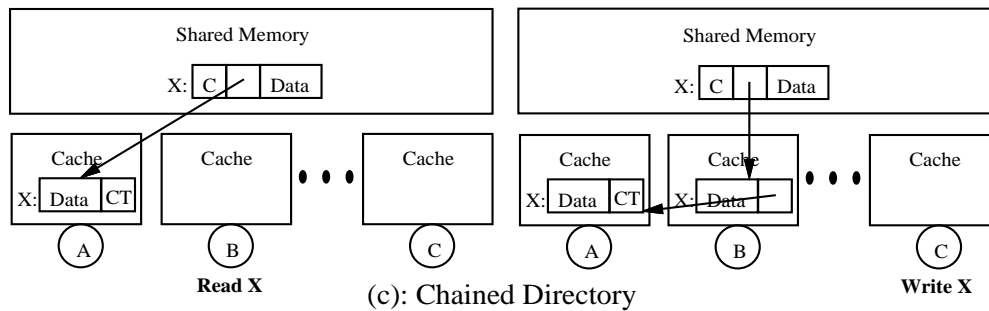 Shared Memory
X: C Data
Cache Cache Cache
X: Data CT
A B C
Read X
Shared Memory
X: C Data
Cache Cache Cache
X: Data CT X: Data
A B C
Write X
(c): Chained Directory